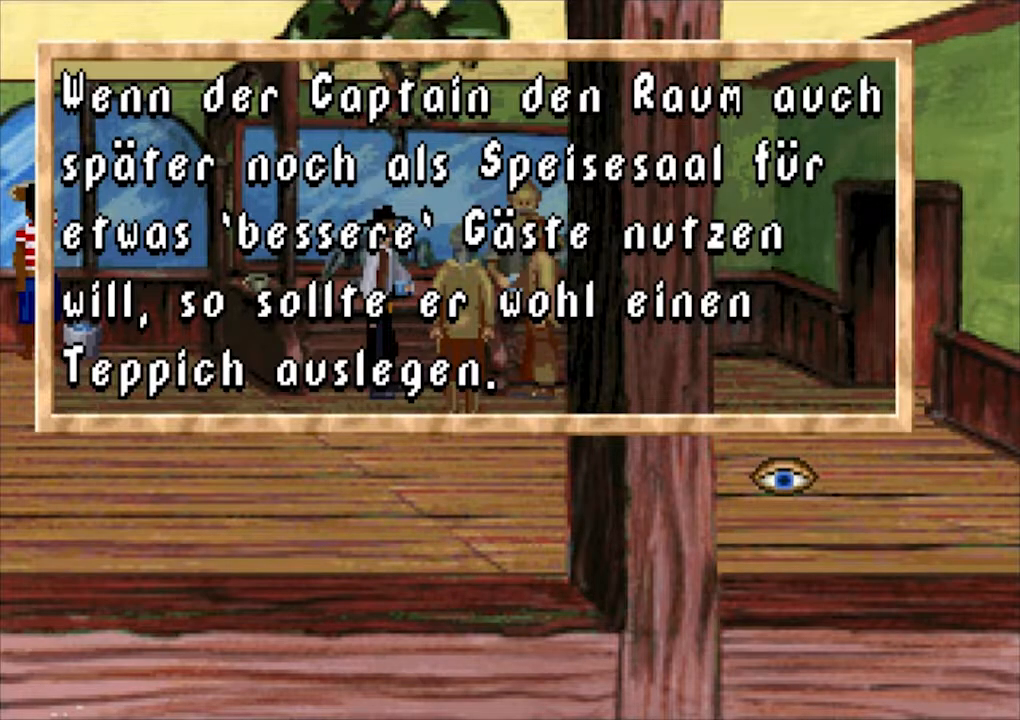 Wenn der Captain den Raum auch
später noch als Speisesaal für
etwas 'bessere' Gäste nutzen
will, so sollte er wohl einen
Teppich auslegen.